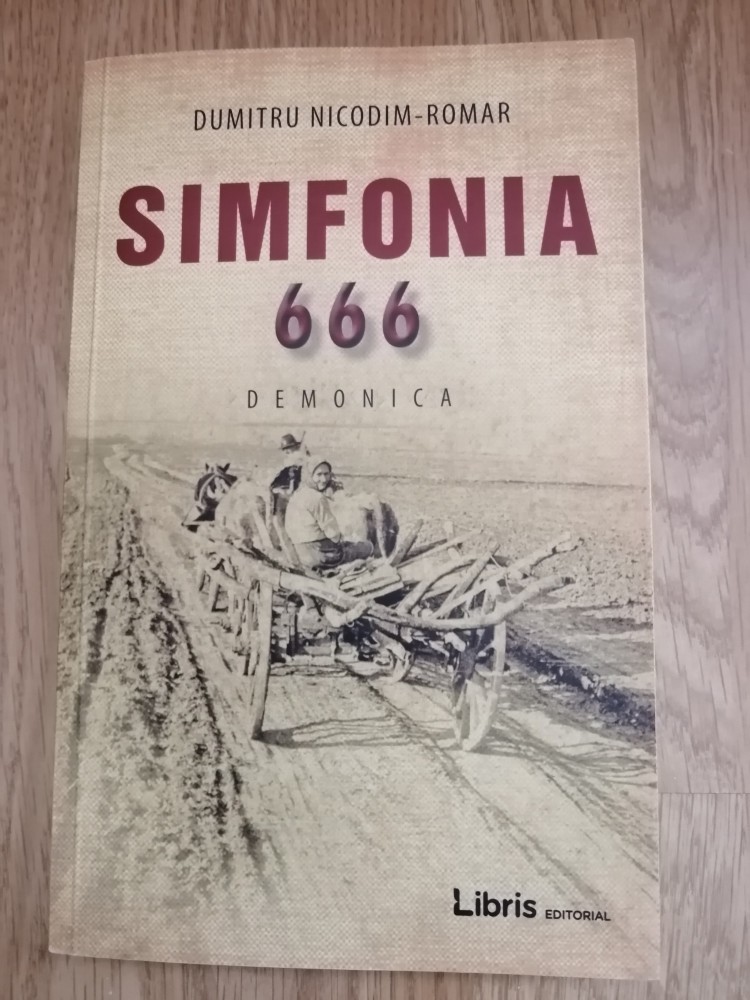 DUMITRU NICODIM-ROMAR
SIMFONIA
666
DEMONICA
Libris EDITORIAL